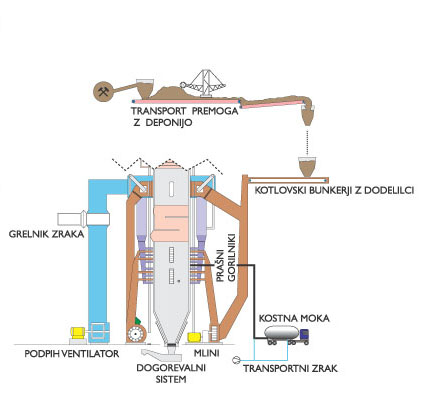 TRANSPORT PREMOGA
Z DEPONIJO
KOTLOVSKI BUNKERJI Z DODELILCI
GRELNIK ZRAKA
PRAŠNI
GORILNIKI
KOSTNA MOKA
PODPIH VENTILATOR
MLINI
DOGOREVALNI
SISTEM
TRANSPORTNI ZRAK